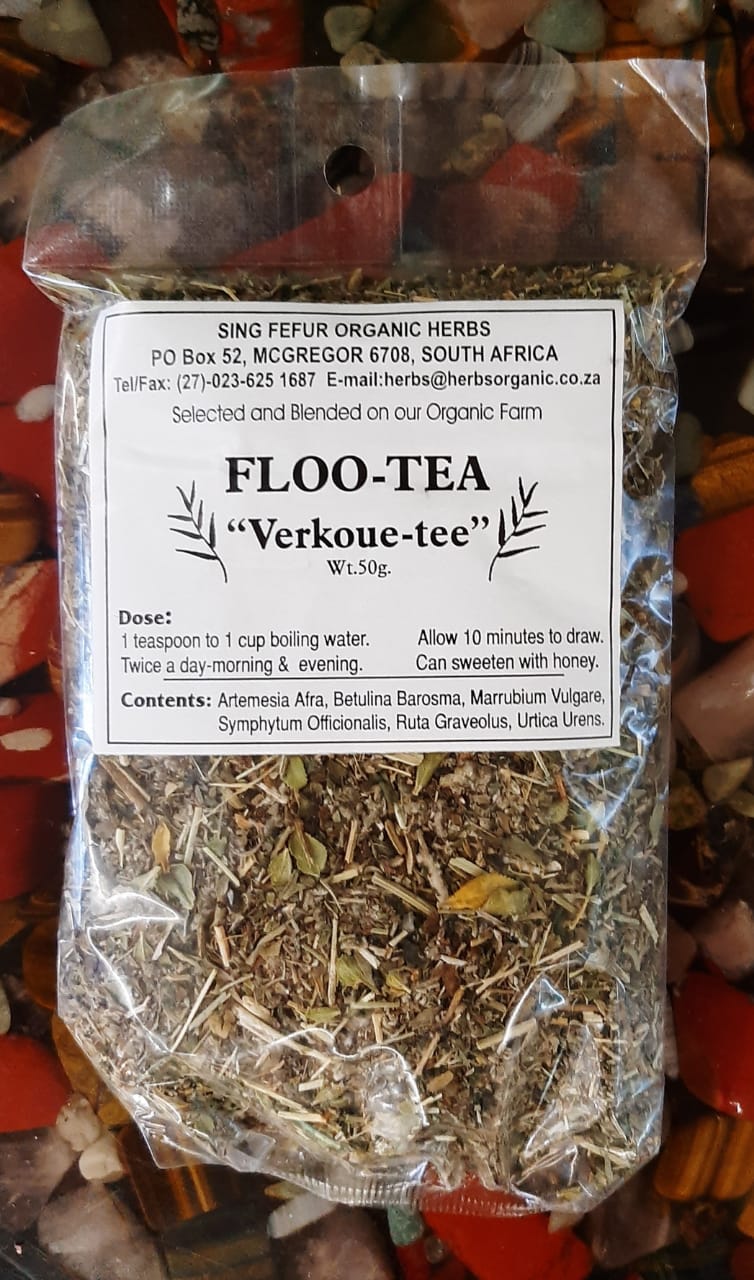 SING FEFUR ORGANIC HERBS
PO Box 52, MCGREGOR 6708, SOUTH AFRICA
Tel/Fax: (27)-023-625 1687 E-mail:herbs@herbsorganic.co.za
Selected and Blended on our Organic Farm
FLOO-TEA
“Verkoue-tee”
Wt.50g.
Dose:
1 teaspoon to 1 cup boiling water. Allow 10 minutes to draw.
Twice a day-morning & evening. Can sweeten with honey.
Contents: Artemesia Afra, Betulina Barosma, Marrubium Vulgare,
Symphytum Officionalis, Ruta Graveolus, Urtica Urens.